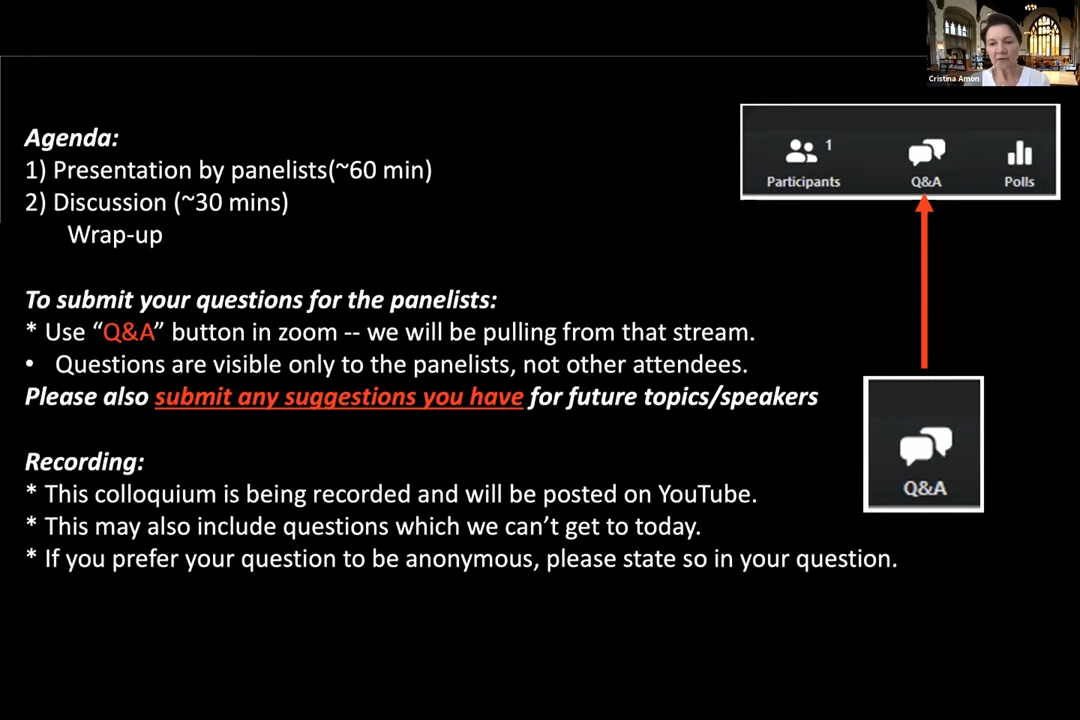 Cristina Amon
Agenda:
1) Presentation by panelists(~60 min)
2) Discussion (~30 mins)
Wrap-up
1
Participants
Q&A
Polls
To submit your questions for the panelists:
* Use “Q&A” button in zoom -- we will be pulling from that stream.
• Questions are visible only to the panelists, not other attendees.
Please also submit any suggestions you have for future topics/speakers
Q&A
Recording:
* This colloquium is being recorded and will be posted on YouTube.
* This may also include questions which we can’t get to today.
* If you prefer your question to be anonymous, please state so in your question.